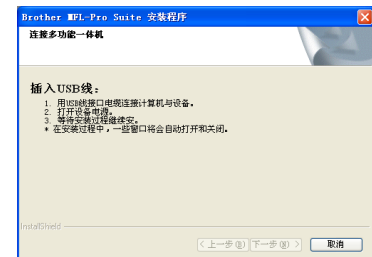 Brother MFL-Pro Suite 安装程序
连接多功能一体机
插入USB线：
1. 用USB线接口电缆连接计算机与设备。
2. 打开设备电源。
3. 等待安装过程继续安。
* 在安装过程中，一些窗口将会自动打开和关闭。
InstallShield
< 上一步(B) 下一步(N) > 取消